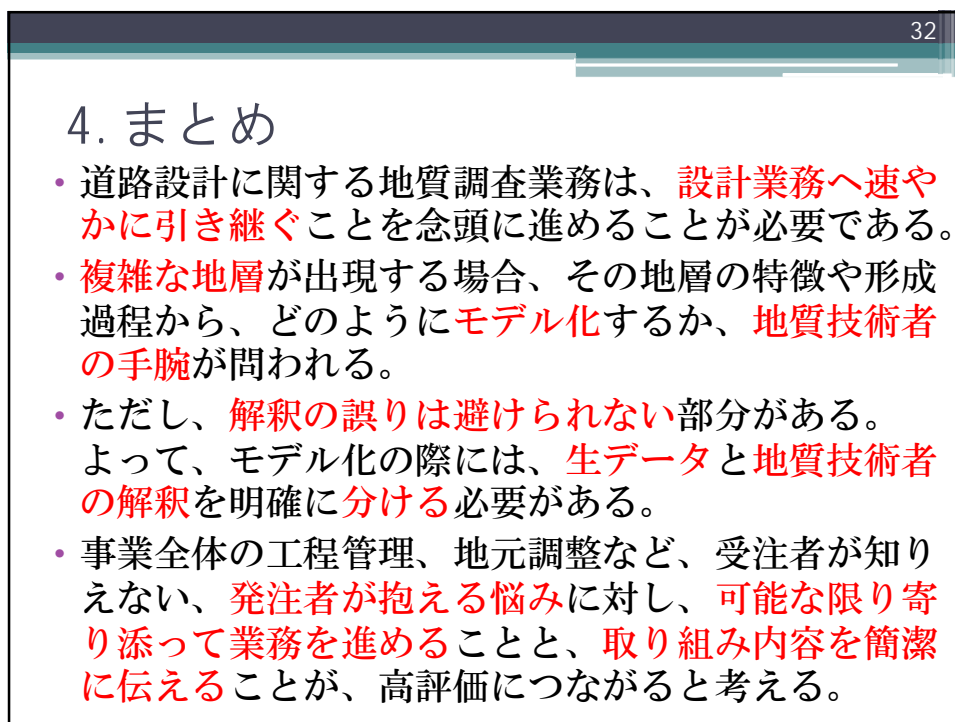 32
4. まとめ
・道路設計に関する地質調査業務は、設計業務へ速や
かに引き継ぐことを念頭に進めることが必要である。
・複雑な地層が出現する場合、その地層の特徴や形成
過程から、どのようにモデル化するか、地質技術者
の手腕が問われる。
・ただし、解釈の誤りは避けられない部分がある。
よって、モデル化の際には、生データと地質技術者
の解釈を明確に分ける必要がある。
・事業全体の工程管理、地元調整など、受注者が知り
えない、発注者が抱える悩みに対し、可能な限り寄
り添って業務を進めることと、取り組み内容を簡潔
に伝えることが、高評価につながると考える。